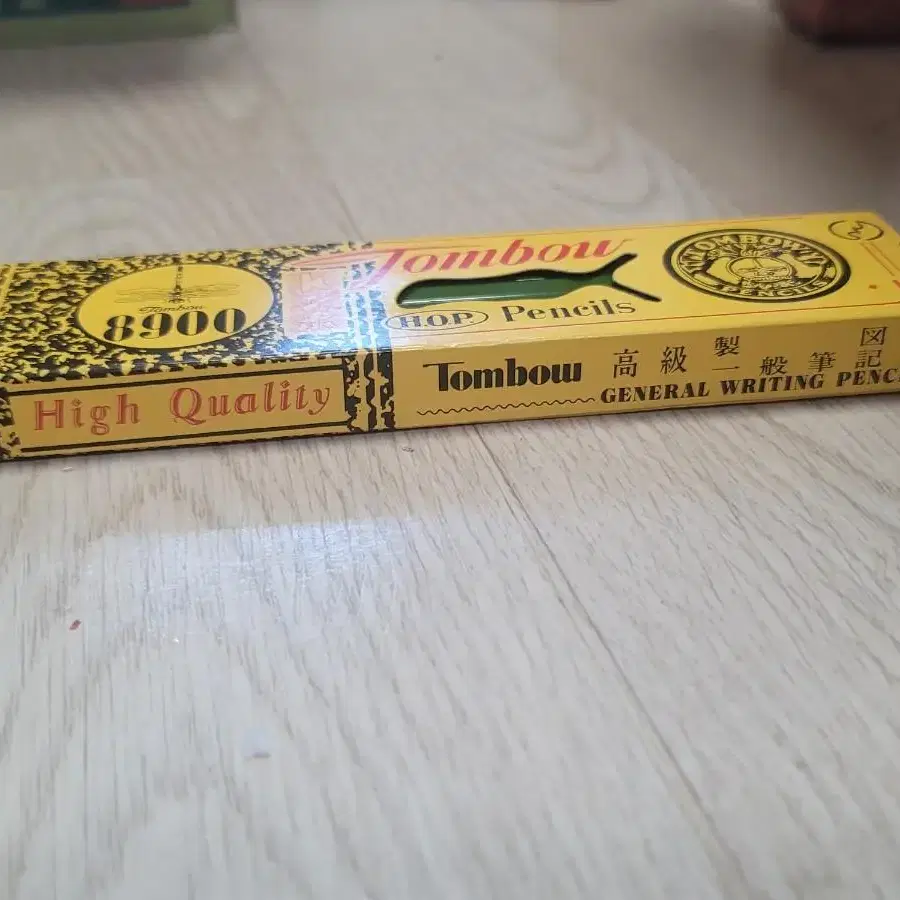 Tombow
8900
Tombow
H.O.P. Pencils
TOMBOW
High Quality
Tombow
高級製図
一般筆記
GENERAL WRITING PENC